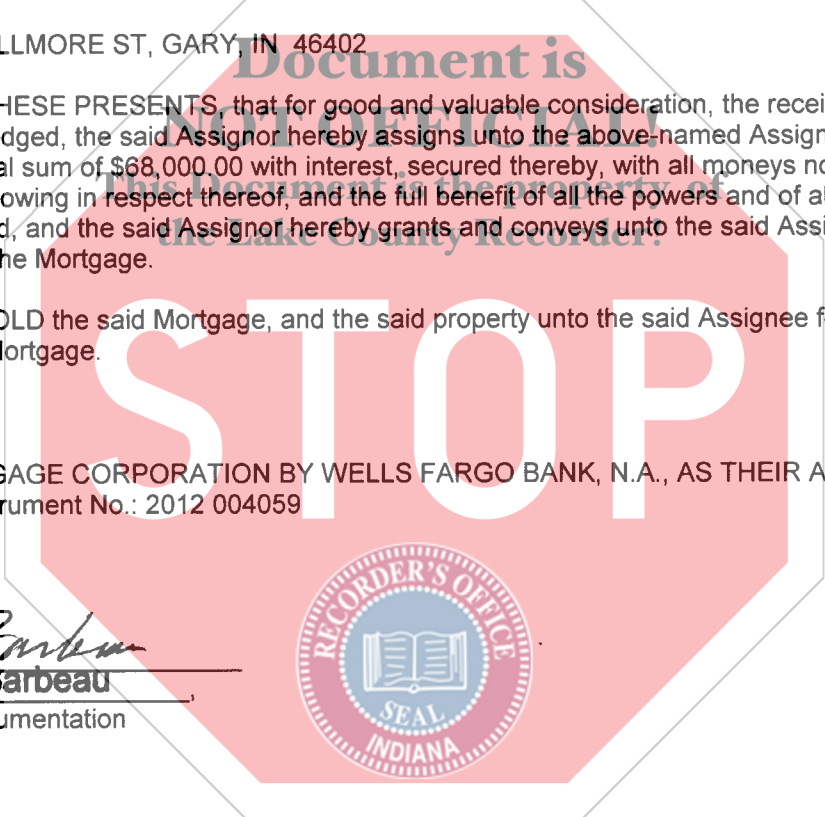 LLMORE ST, GARY, IN 46402
Document is
HESE PRESENTS, that for good and valuable consideration, the recei
NOT OFFICIAL!
dged, the said Assignor hereby assigns unto the above-named Assign
al sum of $68,000.00 with interest, secured thereby, with all moneys no
This Document is the property of
owing in respect thereof, and the full benefit of all the powers and of al
the Lake County Recorder!
d, and the said Assignor hereby grants and conveys unto the said Assi
he Mortgage.
OLD the said Mortgage, and the said property unto the said Assignee f
ortgage.
STOP
GAGE CORPORATION BY WELLS FARGO BANK, N.A., AS THEIR A
rument No.: 2012 004059
RECORDER'S OFFICE
SEAL
INDIANA
arbeau
umentation